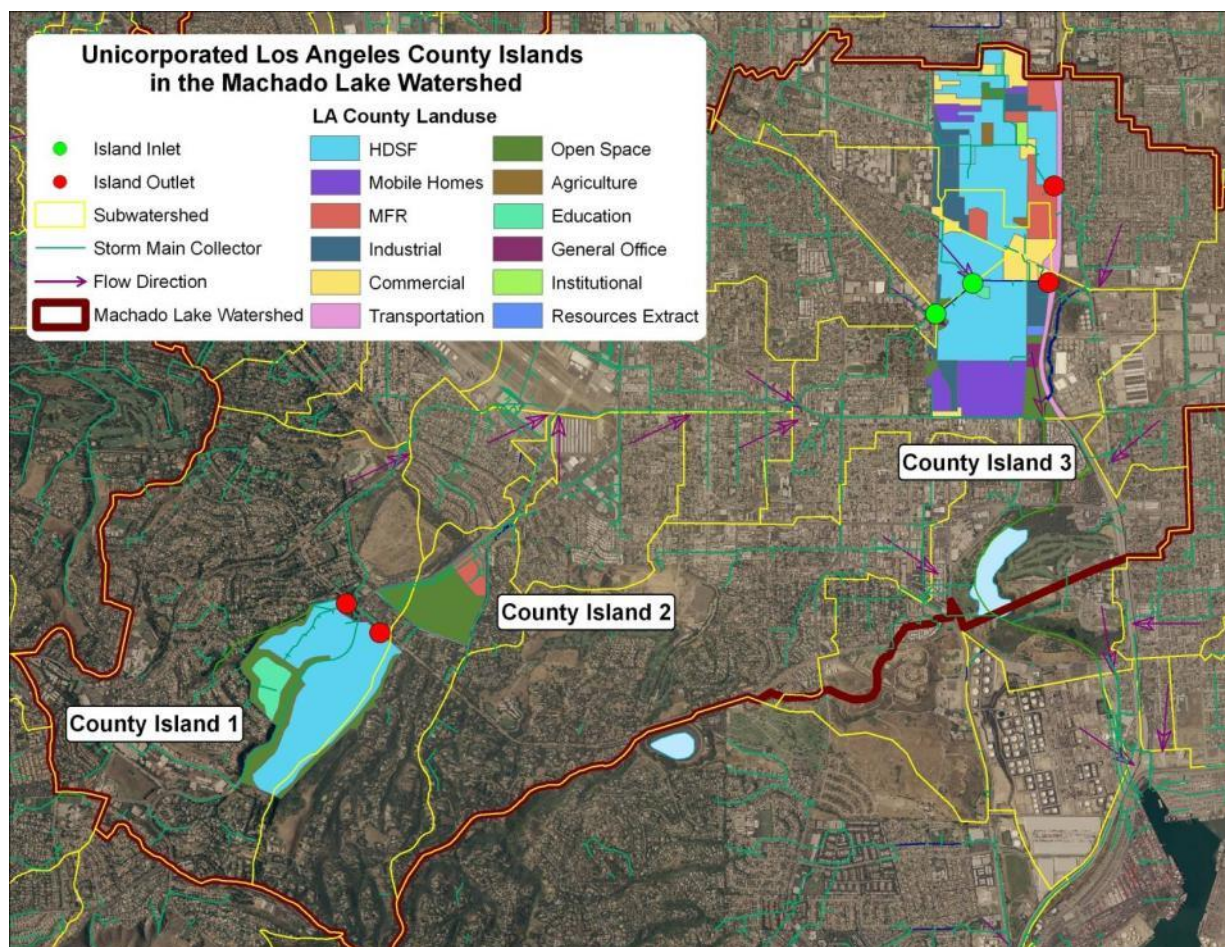 Unicorporated Los Angeles County Islands
in the Machado Lake Watershed
LA County Landuse
Island Inlet
Island Outlet
Subwatershed
Storm Main Collector
Flow Direction
Machado Lake Watershed
HDSF
Mobile Homes
MFR
Industrial
Commercial
Transportation
Open Space
Agriculture
Education
General Office
Institutional
Resources Extract
County Island 3
County Island 2
County Island 1